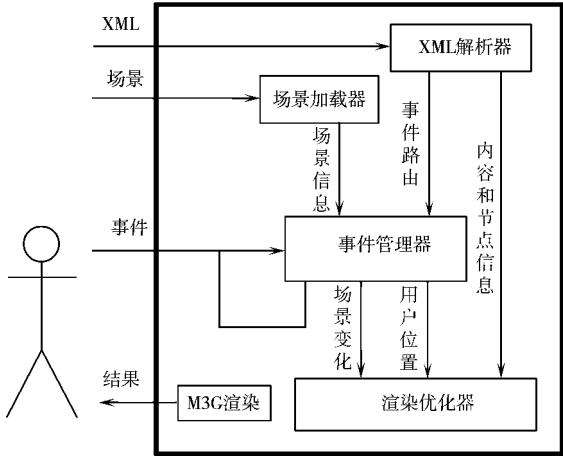 XML
XML解析器
场景
场景加载器
场景信息
事件路由
内容和节点信息
事件
事件管理器
场景变化
用户位置
结果
M3G渲染
渲染优化器